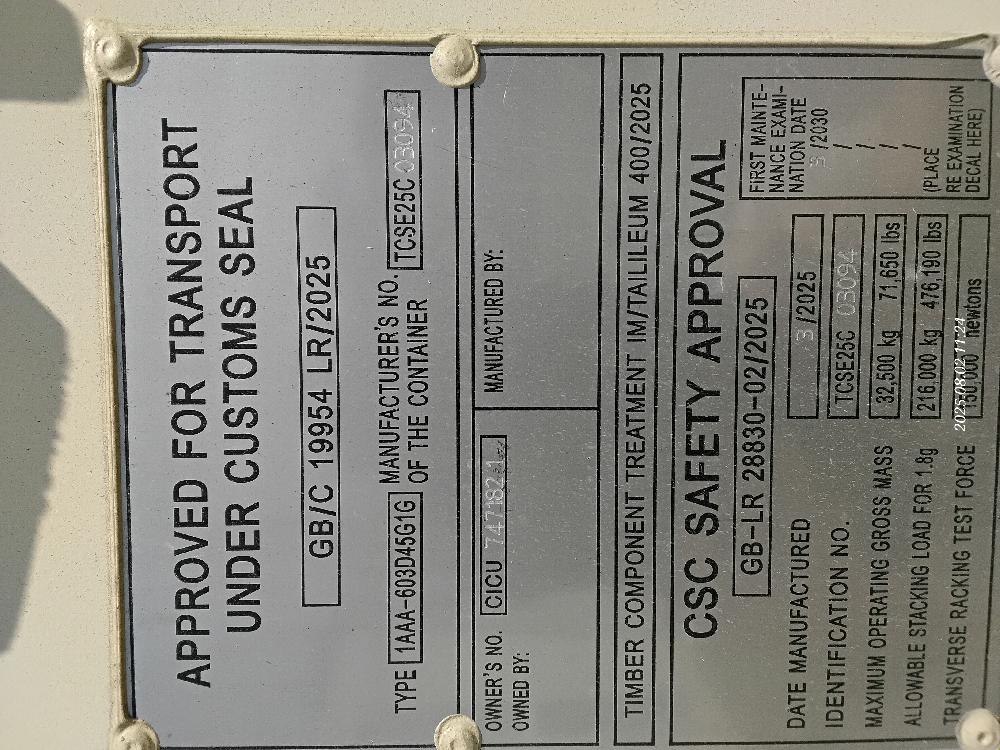 APPROVED FOR TRANSPORT
UNDER CUSTOMS SEAL
GB/C 19954 LR/2025
TYPE 1AAA-603D45G1G MANUFACTURER'S NO. OF THE CONTAINER TCSE25C 03094
OWNER'S NO. CICU 747182
OWNED BY:
MANUFACTURED BY:
TIMBER COMPONENT TREATMENT IM/TALILEUM 400/2025
CSC SAFETY APPROVAL
GB-LR 28830-02/2025
DATE MANUFACTURED 3 /2025
IDENTIFICATION NO. TCSE25C 03094
MAXIMUM OPERATING GROSS MASS 32,500 kg 71,650 lbs
ALLOWABLE STACKING LOAD FOR 1.8g 216,000 kg 476,190 lbs
TRANSVERSE RACKING TEST FORCE 150,000 newtons
FIRST MAINTE-
NANCE EXAMI-
NATION DATE
3 /2030
/
/
/
/
(PLACE
RE EXAMINATION
DECAL HERE)
2025-08-02 11:24